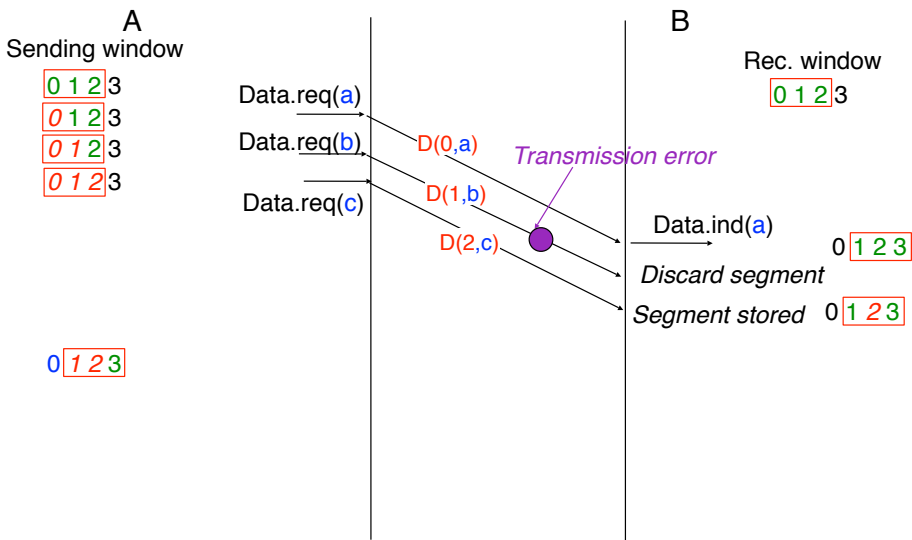 A
B
Sending window
Rec. window
0 1 2 3
0 1 2 3
0 1 2 3
0 1 2 3
0 1 2 3
Data.req(a)
Data.req(b)
Data.req(c)
D(0,a)
Transmission error
D(1,b)
D(2,c)
Data.ind(a)
0 1 2 3
Discard segment
Segment stored
0 1 2 3
0 1 2 3